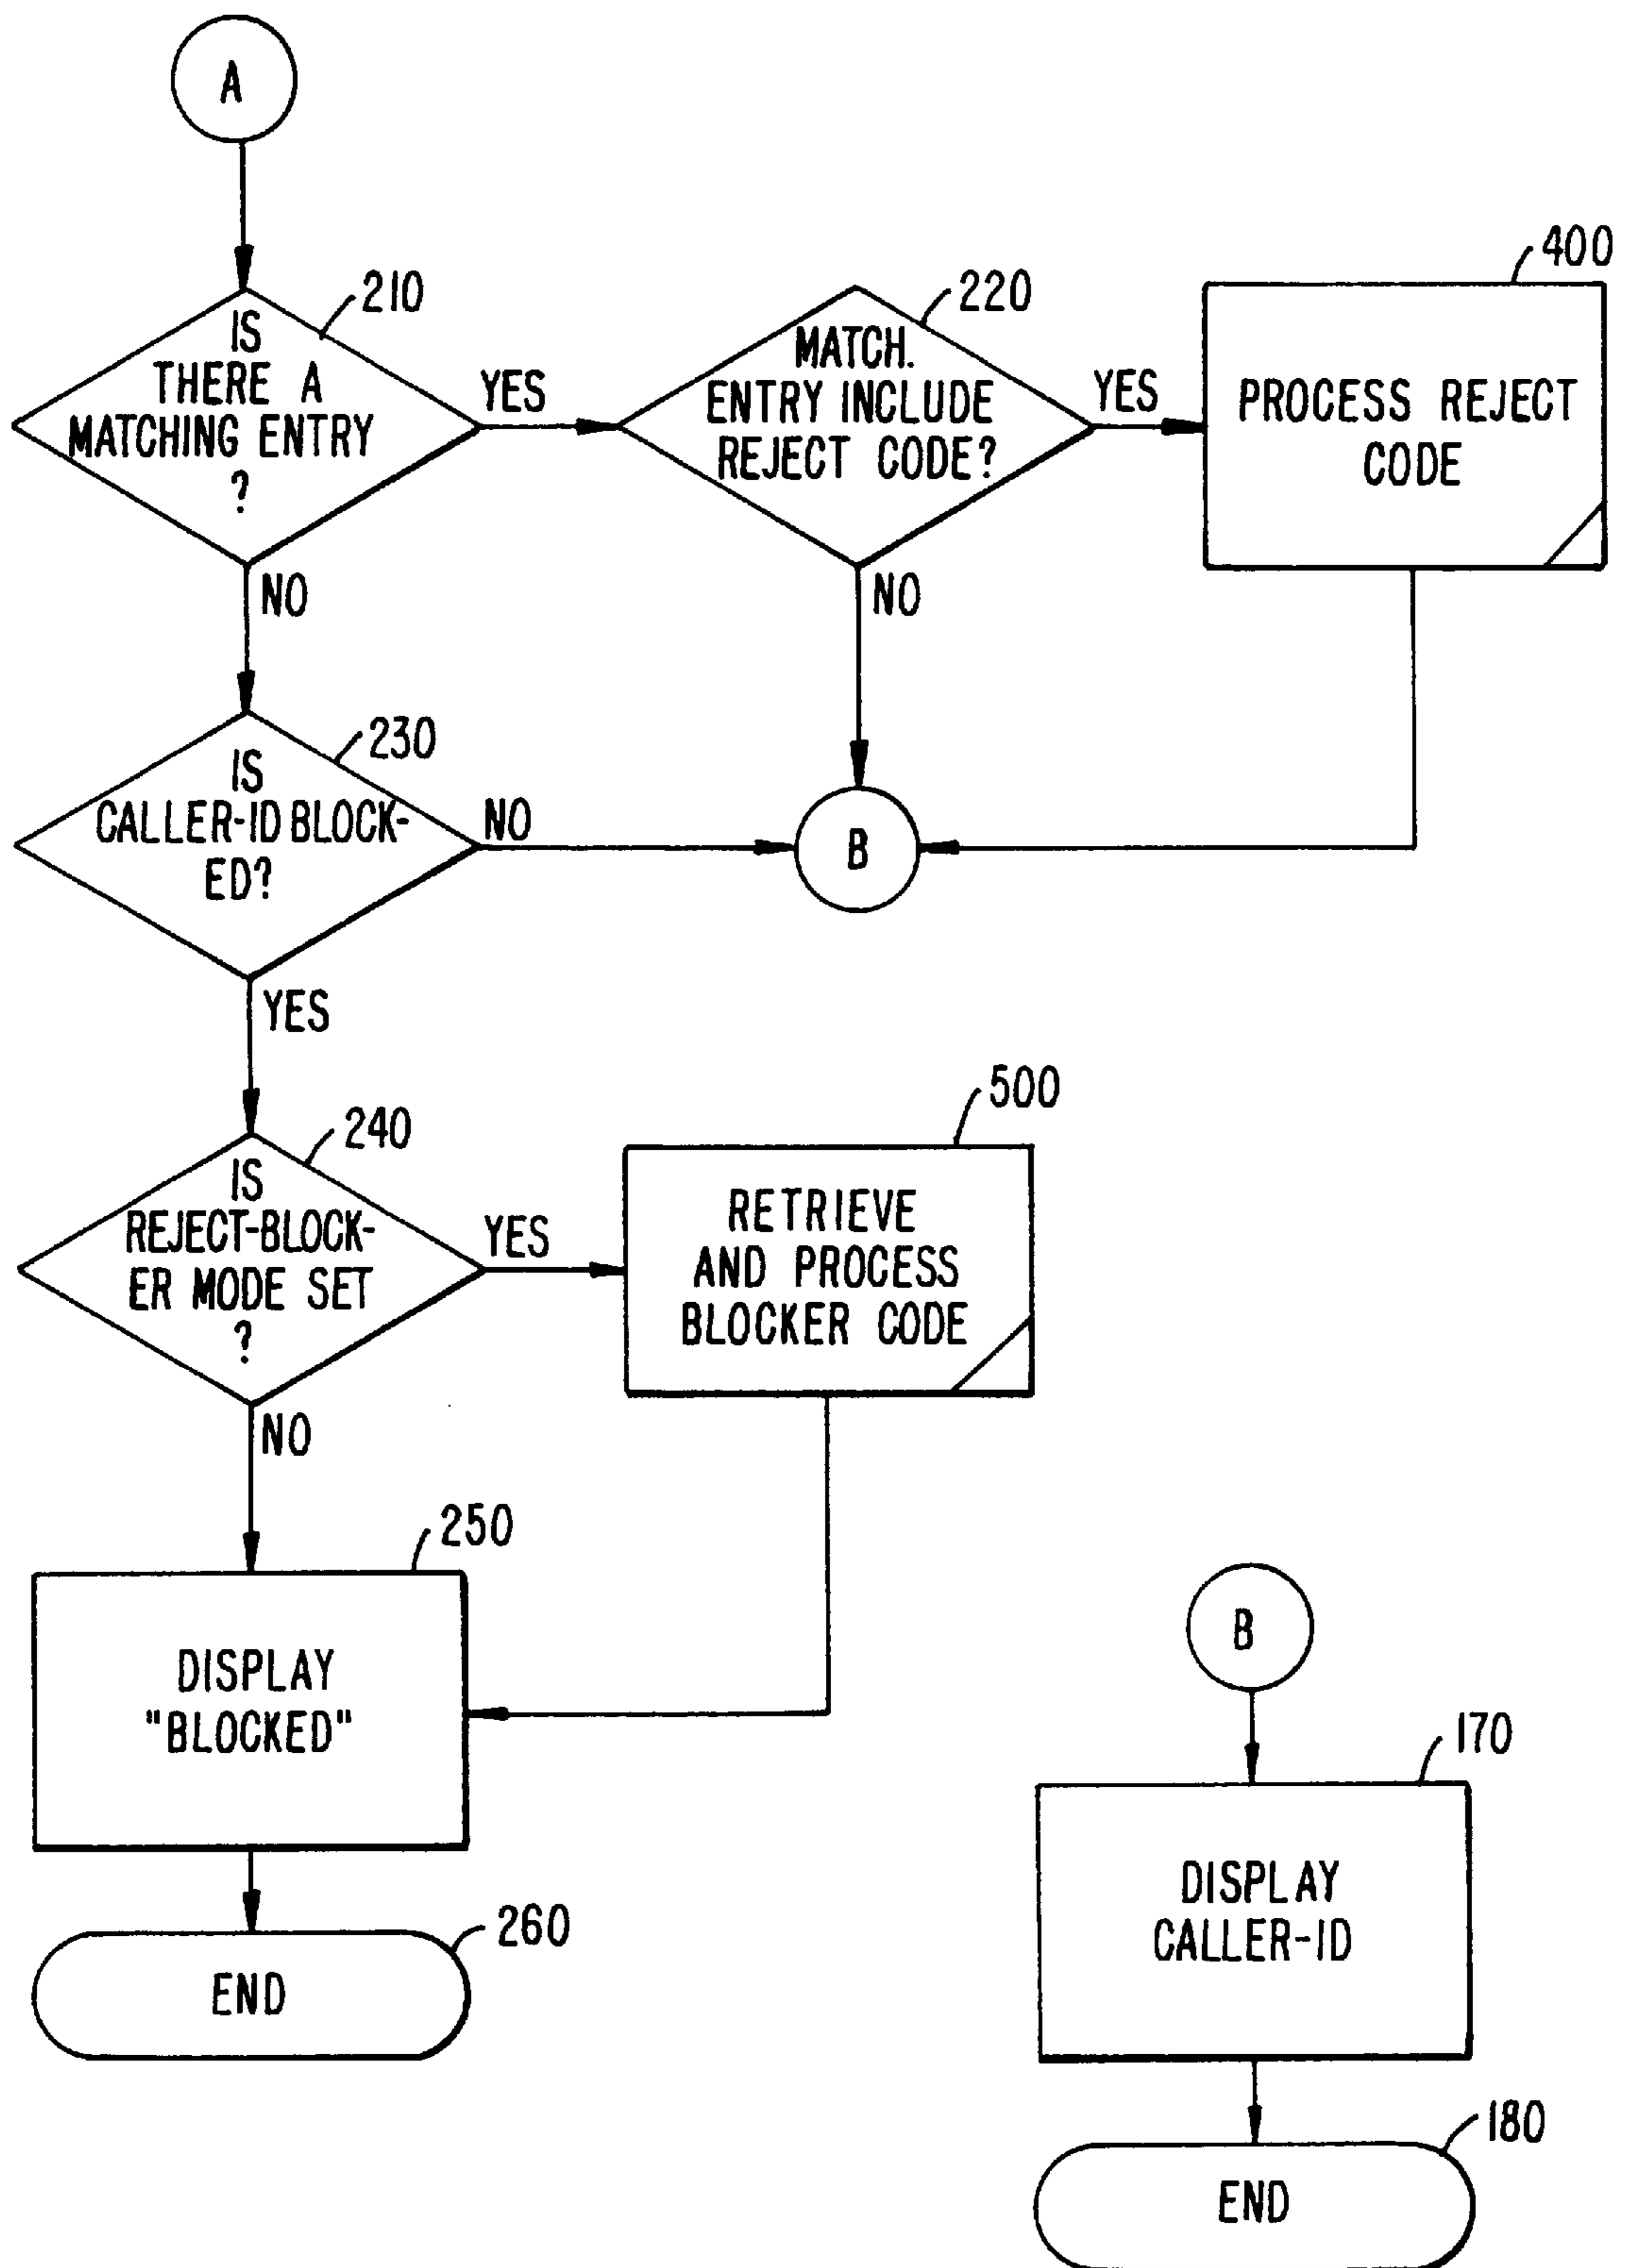 A
210
IS
THERE A
MATCHING ENTRY
?
YES
NO
220
MATCH.
ENTRY INCLUDE
REJECT CODE?
YES
NO
400
PROCESS REJECT
CODE
230
IS
CALLER-ID BLOCK-
ED?
NO
YES
B
240
IS
REJECT-BLOCK-
ER MODE SET
?
YES
NO
500
RETRIEVE
AND PROCESS
BLOCKER CODE
250
DISPLAY
"BLOCKED"
260
END
B
170
DISPLAY
CALLER-ID
180
END